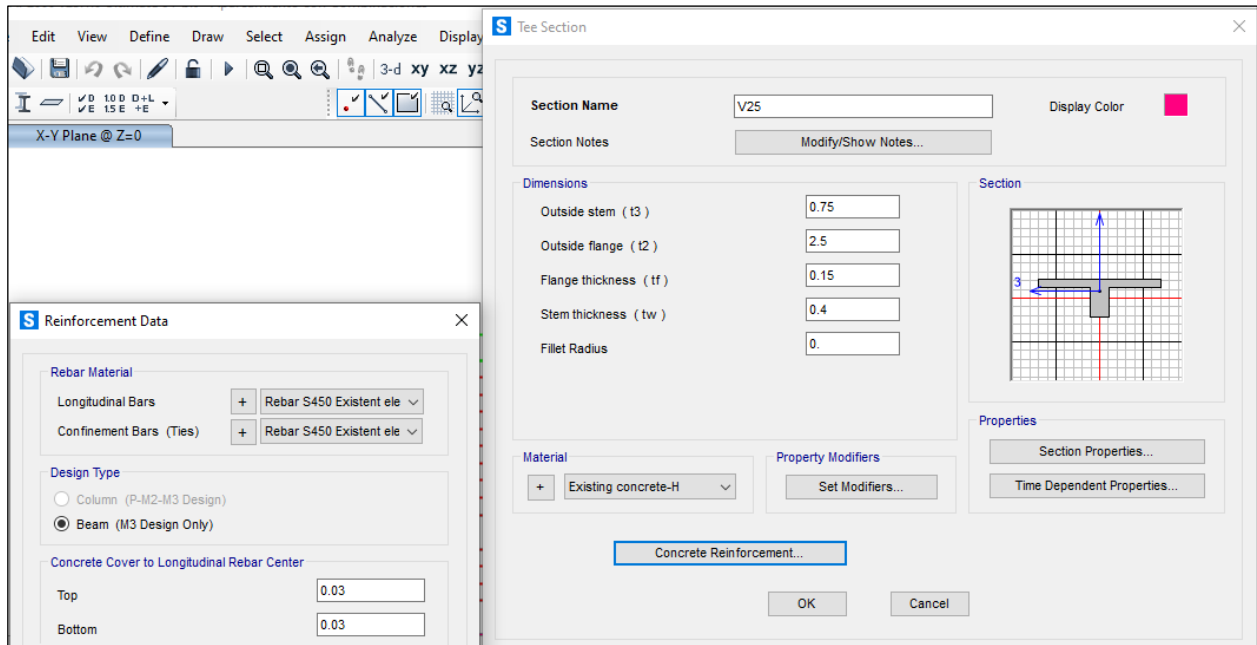 Edit View Define Draw Select Assign Analyze Display
3-d xy xz yz
D 1.0 D D+L
E 1.5 E +E
X-Y Plane @ Z=0
S Tee Section
Section Name V25 Display Color
Section Notes Modify/Show Notes...
Dimensions
Outside stem ( t3 ) 0.75
Outside flange ( t2 ) 2.5
Flange thickness ( tf ) 0.15
Stem thickness ( tw ) 0.4
Fillet Radius 0.
Section
3
Properties
Section Properties...
Time Dependent Properties...
Material
+ Existing concrete-H
Property Modifiers
Set Modifiers...
Concrete Reinforcement...
OK Cancel
S Reinforcement Data
Rebar Material
Longitudinal Bars + Rebar S450 Existent ele
Confinement Bars (Ties) + Rebar S450 Existent ele
Design Type
Column (P-M2-M3 Design)
Beam (M3 Design Only)
Concrete Cover to Longitudinal Rebar Center
Top 0.03
Bottom 0.03